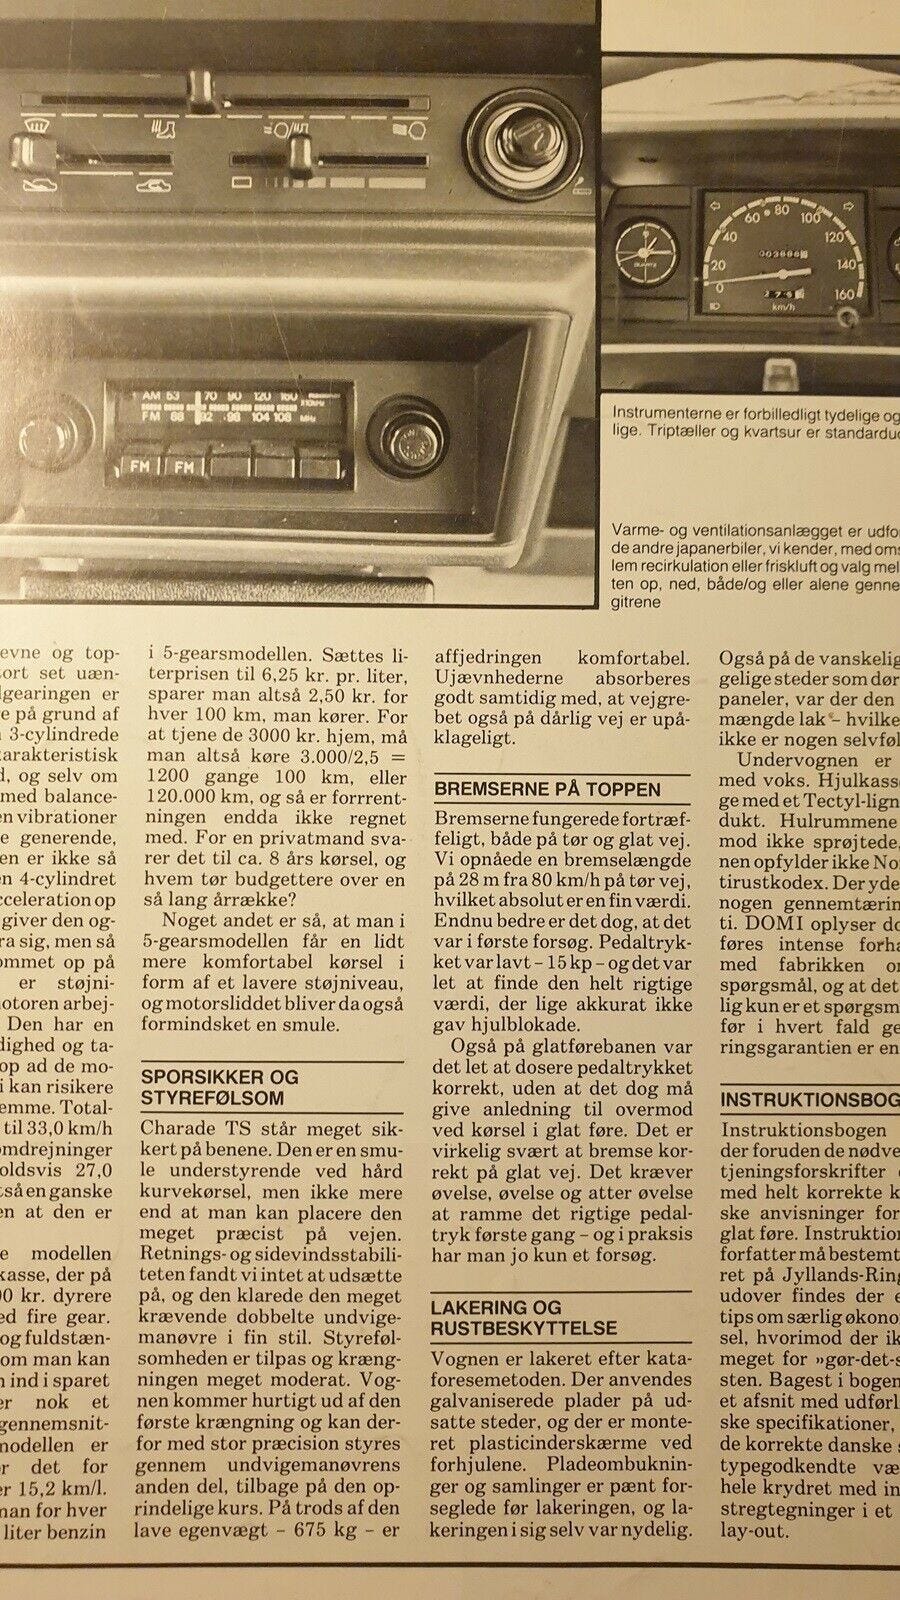 AM 53 70 90 120 160
FM 88 92 98 104 108 MHz
FM FM
0
20
40
60
80
100
120
140
160
km/h
QUARTZ
Instrumenterne er forbilledligt tydelige og
lige. Triptæller og kvartsur er standardud
Varme- og ventilationsanlægget er udfor
de andre japanerbiler, vi kender, med oms
lem recirkulation eller friskluft og valg mel
ten op, ned, både/og eller alene genne
gitrene
evne og top-
ort set uæn-
gearingen er
e på grund af
3-cylindrede
arakteristisk
, og selv om
med balance-
en vibrationer
e generende,
en er ikke så
n 4-cylindret
cceleration op
giver den og-
ra sig, men så
ommet op på
er støjni-
otoren arbej-
Den har en
dighed og ta-
op ad de mo-
i kan risikere
emme. Total-
til 33,0 km/h
omdrejninger
oldsvis 27,0
så en ganske
en at den er
e modellen
kasse, der på
00 kr. dyrere
ed fire gear.
og fuldstæn-
om man kan
n ind i sparet
er nok et
gennemsnit-
modellen er
r det for
er 15,2 km/l.
man for hver
liter benzin
i 5-gearsmodellen. Sættes li-
terprisen til 6,25 kr. pr. liter,
sparer man altså 2,50 kr. for
hver 100 km, man kører. For
at tjene de 3000 kr. hjem, må
man altså køre 3.000/2,5 =
1200 gange 100 km, eller
120.000 km, og så er forrrent-
ningen endda ikke regnet
med. For en privatmand sva-
rer det til ca. 8 års kørsel, og
hvem tør budgettere over en
så lang årrække?
Noget andet er så, at man i
5-gearsmodellen får en lidt
mere komfortabel kørsel i
form af et lavere støjniveau,
og motorsliddet bliver da også
formindsket en smule.
SPORSIKKER OG
STYREFØLSOM
Charade TS står meget sik-
kert på benene. Den er en smu-
le understyrende ved hård
kurvekørsel, men ikke mere
end at man kan placere den
meget præcist på vejen.
Retnings- og sidevindsstabili-
teten fandt vi intet at udsætte
på, og den klarede den meget
krævende dobbelte undvige-
manøvre i fin stil. Styreføl-
somheden er tilpas og kræng-
ningen meget moderat. Vog-
nen kommer hurtigt ud af den
første krængning og kan der-
for med stor præcision styres
gennem undvigemanøvrens
anden del, tilbage på den op-
rindelige kurs. På trods af den
lave egenvægt – 675 kg – er
affjedringen komfortabel.
Ujævnhederne absorberes
godt samtidig med, at vejgre-
bet også på dårlig vej er upå-
klageligt.
BREMSERNE PÅ TOPPEN
Bremserne fungerede fortræf-
feligt, både på tør og glat vej.
Vi opnåede en bremselængde
på 28 m fra 80 km/h på tør vej,
hvilket absolut er en fin værdi.
Endnu bedre er det dog, at det
var i første forsøg. Pedaltryk-
ket var lavt – 15 kp – og det var
let at finde den helt rigtige
værdi, der lige akkurat ikke
gav hjulblokade.
Også på glatførebanen var
det let at dosere pedaltrykket
korrekt, uden at det dog må
give anledning til overmod
ved kørsel i glat føre. Det er
virkelig svært at bremse kor-
rekt på glat vej. Det kræver
øvelse, øvelse og atter øvelse
at ramme det rigtige pedal-
tryk første gang – og i praksis
har man jo kun et forsøg.
LAKERING OG
RUSTBESKYTTELSE
Vognen er lakeret efter kata-
foresemetoden. Der anvendes
galvaniserede plader på ud-
satte steder, og der er monte-
ret plasticinderskærme ved
forhjulene. Pladeombuknin-
ger og samlinger er pænt for-
seglede før lakeringen, og la-
keringen i sig selv var nydelig.
Også på de vanskelig
gelige steder som dør
paneler, var der den
mængde lak – hvilke
ikke er nogen selvføl
Undervognen er
med voks. Hjulkasse
ge med et Tectyl-lign
dukt. Hulrummene
mod ikke sprøjtede,
nen opfylder ikke No
tirustkodex. Der yde
nogen gennemtærin
ti. DOMI oplyser do
føres intense forha
med fabrikken o
spørgsmål, og at det
lig kun er et spørgsm
før i hvert fald ge
ringsgarantien er en
INSTRUKTIONSBOG
Instruktionsbogen
der foruden de nødve
tjeningsforskrifter
med helt korrekte k
ske anvisninger for
glat føre. Instruktion
forfatter må bestemt
ret på Jyllands-Ring
udover findes der e
tips om særlig økono
sel, hvorimod der ik
meget for »gør-det-s
sten. Bagest i bogen
et afsnit med udførl
ske specifikationer,
de korrekte danske s
typegodkendte væ
hele krydret med in
stregtegninger i et
lay-out.